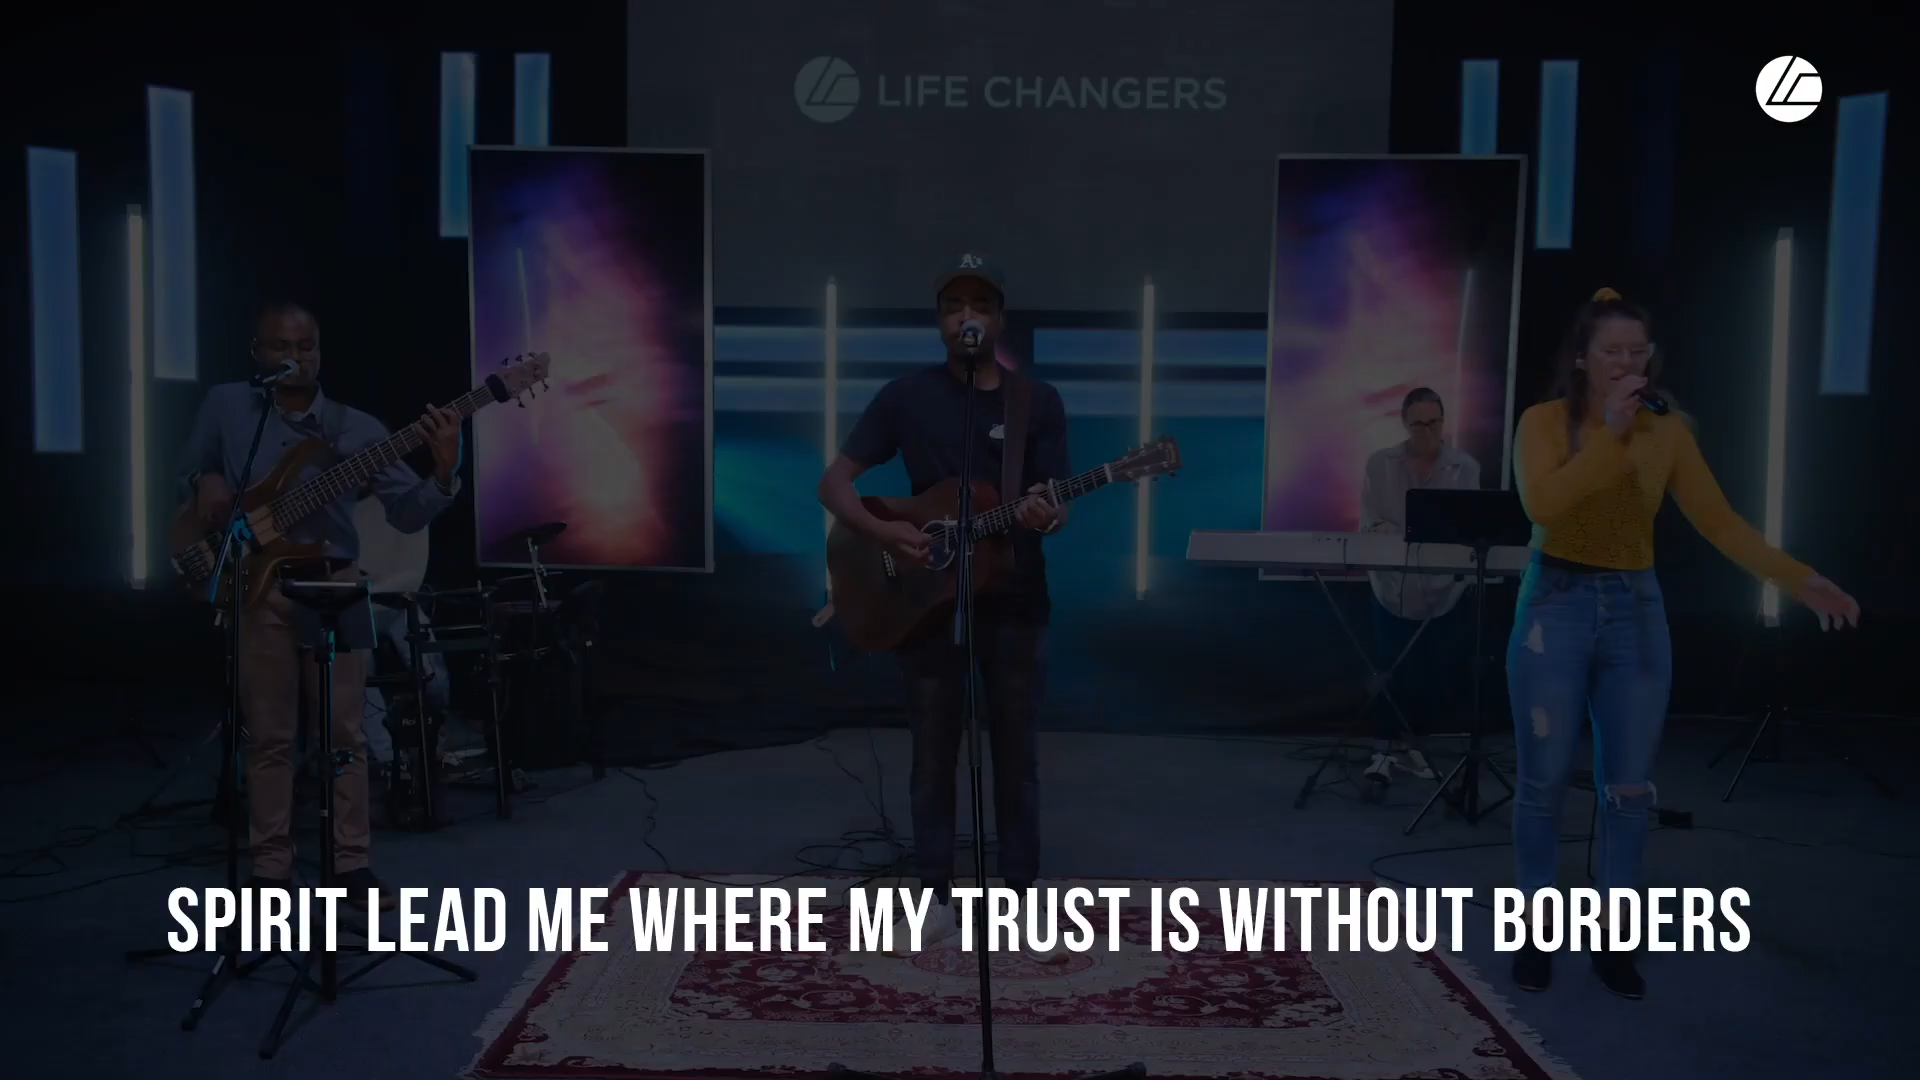 LIFE CHANGERS
A's
SPIRIT LEAD ME WHERE MY TRUST IS WITHOUT BORDERS